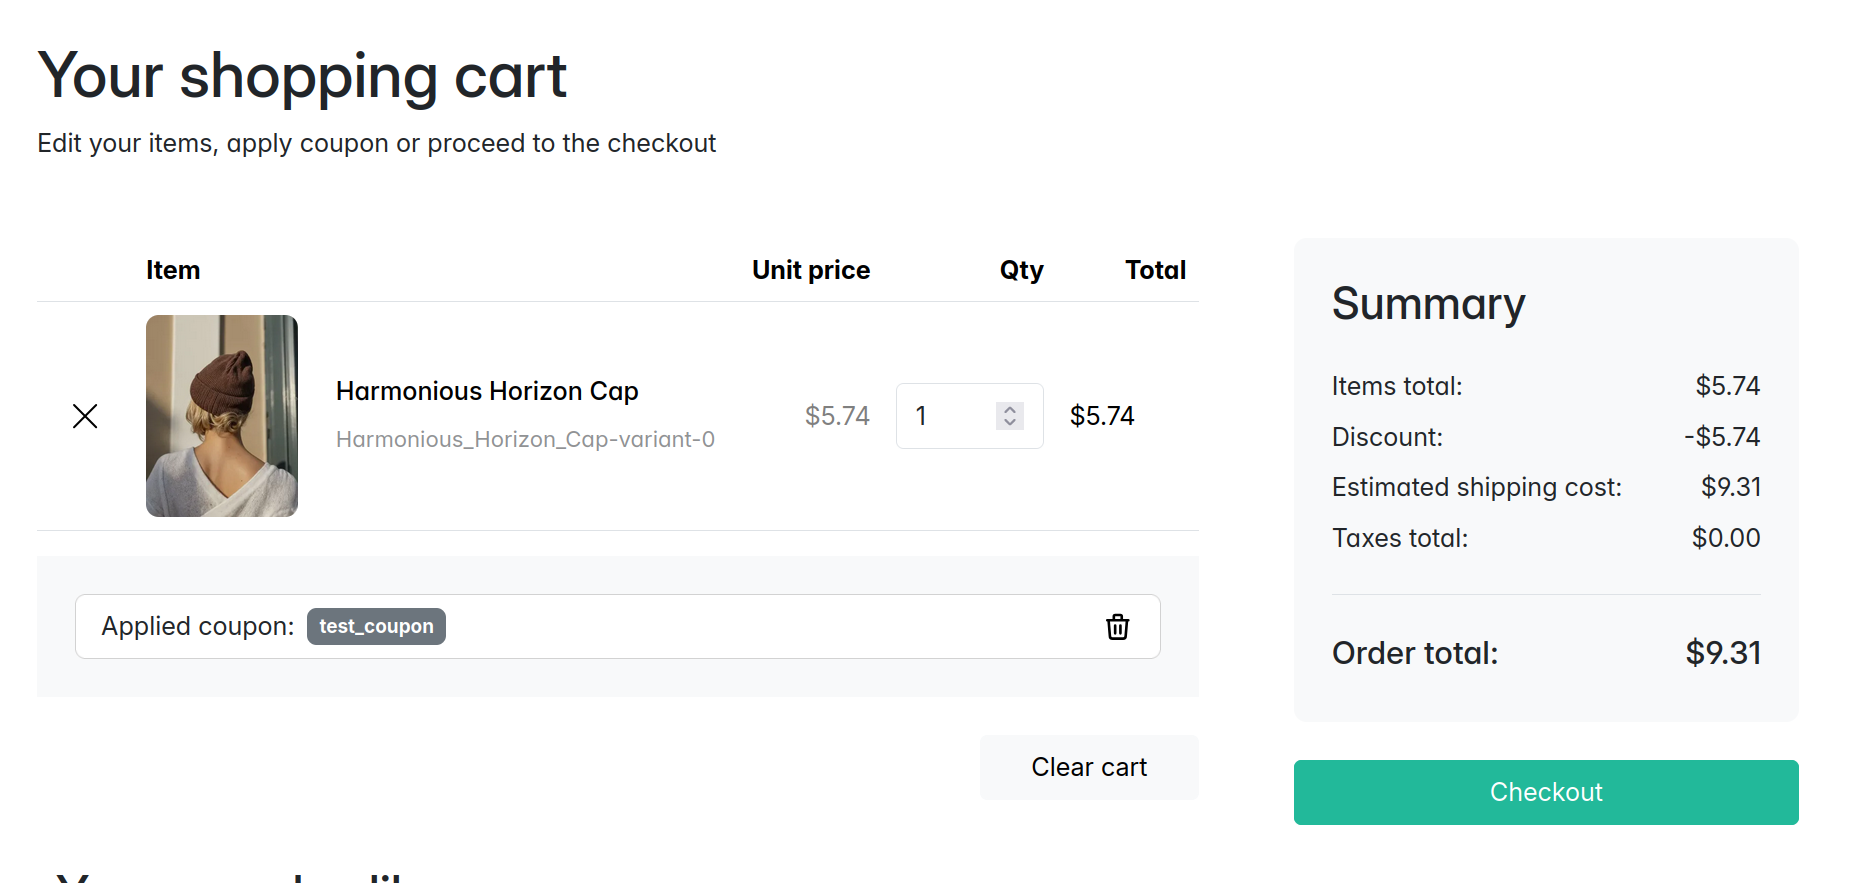 Your shopping cart
Edit your items, apply coupon or proceed to the checkout
Item Unit price Qty Total
Harmonious Horizon Cap
Harmonious_Horizon_Cap-variant-0
$5.74 1 $5.74
Applied coupon: test_coupon
Clear cart
Summary
Items total: $5.74
Discount: -$5.74
Estimated shipping cost: $9.31
Taxes total: $0.00
Order total: $9.31
Checkout